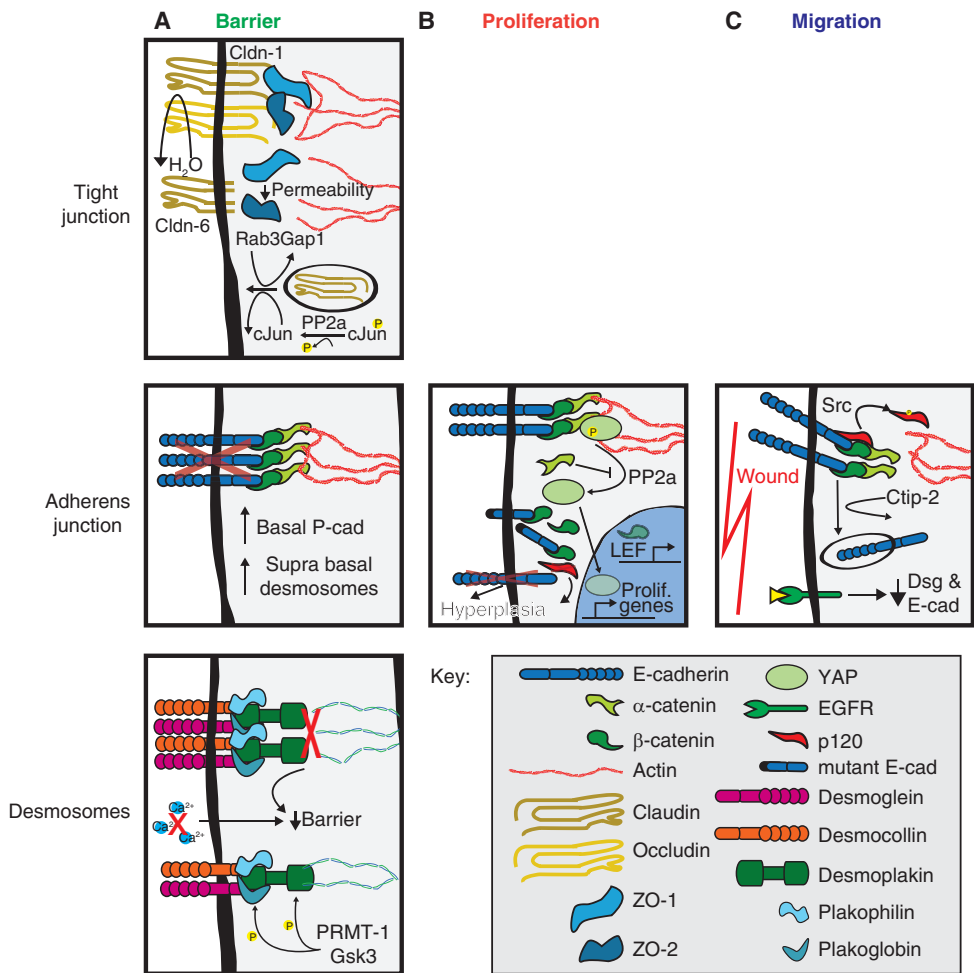 A Barrier
B Proliferation
C Migration
Tight
junction
Cldn-1
H₂O
Permeability
Cldn-6
Rab3Gap1
PP2a
P
cJun
cJun
P
Adherens
junction
Basal P-cad
Supra basal
desmosomes
P
PP2a
LEF
Prolif.
genes
Hyperplasia
Src
P
Wound
Ctip-2
Dsg &
E-cad
Desmosomes
Ca²⁺
Ca²
Ca²⁺
Barrier
P
P
PRMT-1
Gsk3
Key:
E-cadherin
α-catenin
β-catenin
Actin
Claudin
Occludin
ZO-1
ZO-2
YAP
EGFR
p120
mutant E-cad
Desmoglein
Desmocollin
Desmoplakin
Plakophilin
Plakoglobin